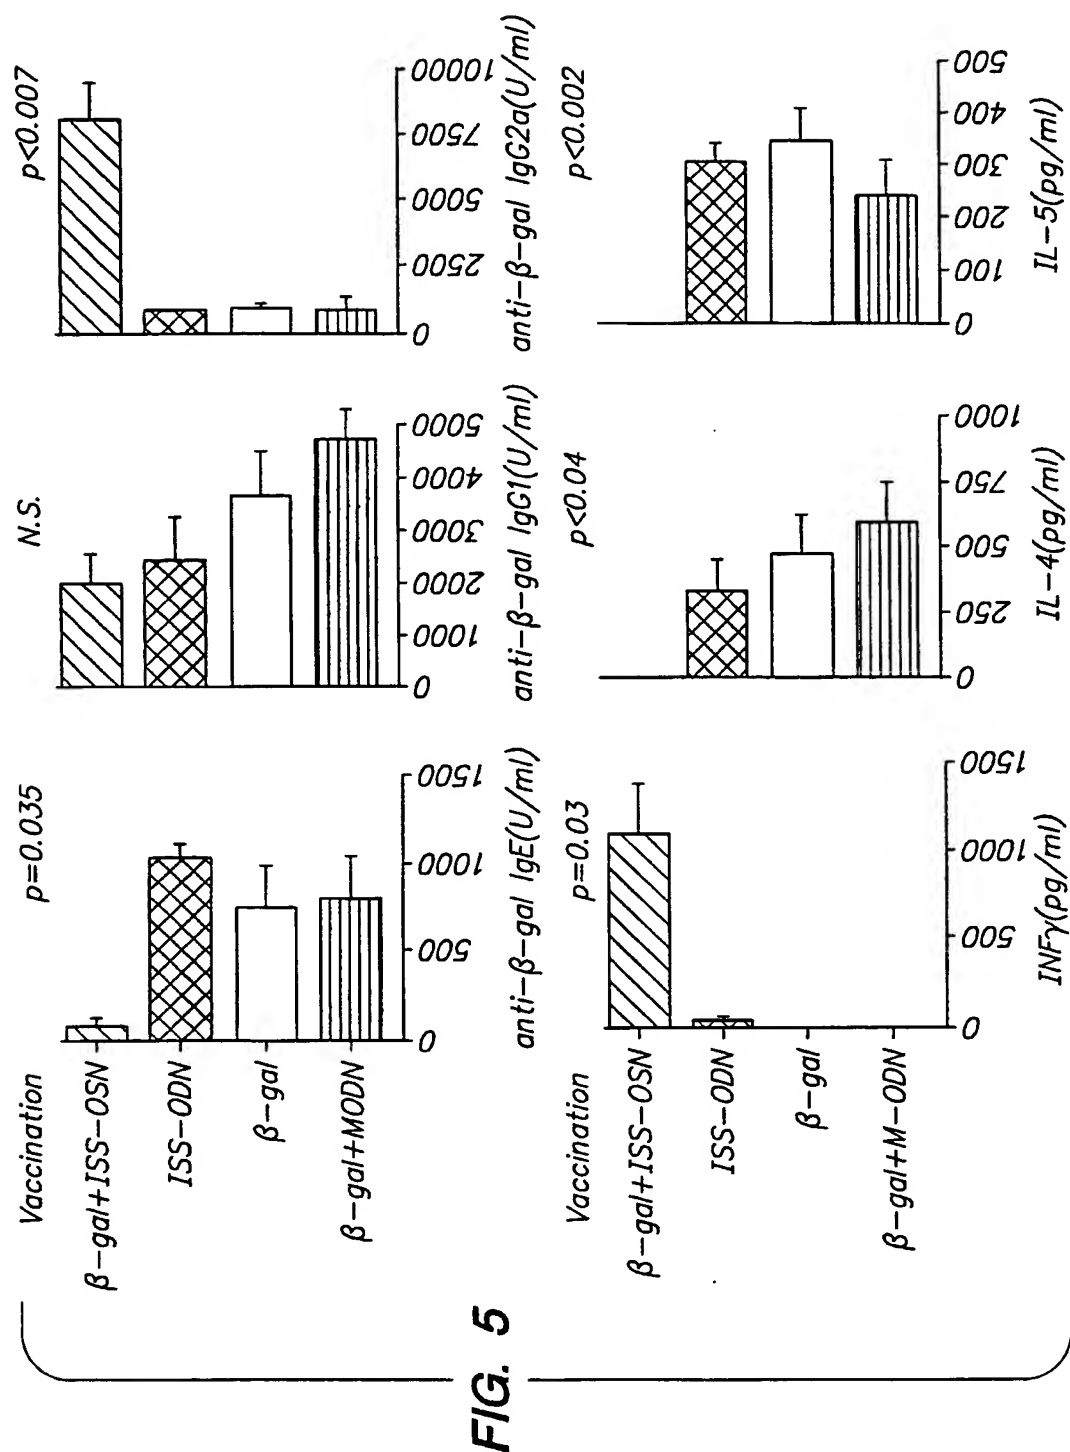 Vaccination
p=0.035
N.S.
p<0.007
β-gal+ISS-OSN
ISS-ODN
β-gal
β-gal+MODN
0 500 1000 1500
0 1000 2000 3000 4000 5000
0 2500 5000 7500 10000
anti-β-gal IgE(U/ml)
anti-β-gal IgG1(U/ml)
anti-β-gal IgG2a(U/ml)
Vaccination
p=0.03
p<0.04
p<0.002
β-gal+ISS-OSN
ISS-ODN
β-gal
β-gal+M-ODN
0 500 1000 1500
0 250 500 750 1000
0 100 200 300 400 500
INFγ(pg/ml)
IL-4(pg/ml)
IL-5(pg/ml)
FIG. 5